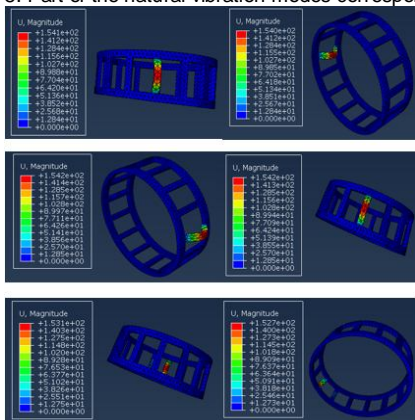 U, Magnitude
+1.541e+02
+1.412e+02
+1.284e+02
+1.156e+02
+1.027e+02
+8.988e+01
+7.704e+01
+6.420e+01
+5.136e+01
+3.852e+01
+2.568e+01
+1.284e+01
+0.000e+00
U, Magnitude
+1.540e+02
+1.412e+02
+1.284e+02
+1.155e+02
+1.027e+02
+8.985e+01
+7.702e+01
+6.418e+01
+5.134e+01
+3.851e+01
+2.567e+01
+1.284e+01
+0.000e+00
U, Magnitude
+1.542e+02
+1.414e+02
+1.285e+02
+1.157e+02
+1.028e+02
+8.997e+01
+7.711e+01
+6.426e+01
+5.141e+01
+3.856e+01
+2.570e+01
+1.285e+01
+0.000e+00
U, Magnitude
+1.542e+02
+1.413e+02
+1.285e+02
+1.156e+02
+1.028e+02
+8.994e+01
+7.709e+01
+6.424e+01
+5.139e+01
+3.855e+01
+2.570e+01
+1.285e+01
+0.000e+00
U, Magnitude
+1.531e+02
+1.403e+02
+1.275e+02
+1.148e+02
+1.020e+02
+8.928e+01
+7.653e+01
+6.377e+01
+5.102e+01
+3.826e+01
+2.551e+01
+1.275e+01
+0.000e+00
U, Magnitude
+1.527e+02
+1.400e+02
+1.273e+02
+1.145e+02
+1.018e+02
+8.909e+01
+7.637e+01
+6.364e+01
+5.091e+01
+3.818e+01
+2.546e+01
+1.273e+01
+0.000e+00